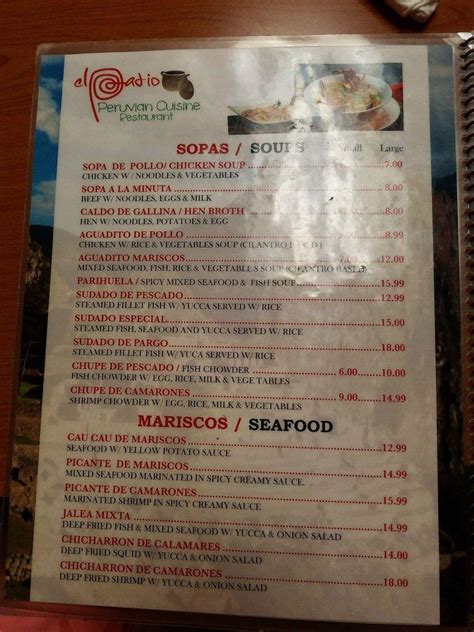 el Patio
Peruvian Cuisine
Restaurant
SOPAS / SOUPS Small Large
SOPA DE POLLO/ CHICKEN SOUP 7.00
CHICKEN W / NOODLES & VEGETABLES
SOPA A LA MINUTA 8.00
BEEF W/ NOODLES, EGGS & MILK
CALDO DE GALLINA / HEN BROTH 8.00
HEN W/ NOODLES, POTATOES & EGG
AGUADITO DE POLLO 8.99
CHICKEN W/ RICE & VEGETABLES SOUP (CILANTRO
AGUADITO MARISCOS 7.00 12.00
MIXED SEAFOOD, FISH, RICE & VEGETABLES SOUP (CILANTRO BASED)
PARIHUELA / SPICY MIXED SEAFOOD & FISH SOUP 15.99
SUDADO DE PESCADO 12.99
STEAMED FILLET FISH W/ YUCCA SERVED W/ RICE
SUDADO ESPECIAL 15.00
STEAMED FISH, SEAFOOD AND YUCCA SERVED W/ RICE
SUDADO DE PARGO 18.00
STEAMED FILLET FISH W/ YUCA SERVED W/ RICE
CHUPE DE PESCADO / FISH CHOWDER 6.00 10.00
FISH CHOWDER W/ EGG, RICE, MILK & VEGE TABLES
CHUPE DE CAMARONES 9.00 14.99
SHRIMP CHOWDER W/ EGG, RICE, MILK & VEGETABLES
MARISCOS / SEAFOOD
CAU CAU DE MARISCOS 12.99
SEAFOOD W/ YELLOW POTATO SAUCE
PICANTE DE MARISCOS 14.99
MIXED SEAFOOD MARINATED IN SPICY CREAMY SAUCE.
PICANTE DE CAMARONES 15.99
MARINATED SHRIMP IN SPICY CREAMY SAUCE
JALEA MIXTA 14.99
DEEP FRIED FISH & MIXED SEAFOOD W/ YUCCA & ONION SALAD
CHICHARRON DE CALAMARES 14.00
DEEP FRIED SQUID W/ YUCCA & ONION SALAD
CHICHARRON DE CAMARONES 18.00
DEEP FRIED SHRIMP W/ YUCCA & ONION SALAD